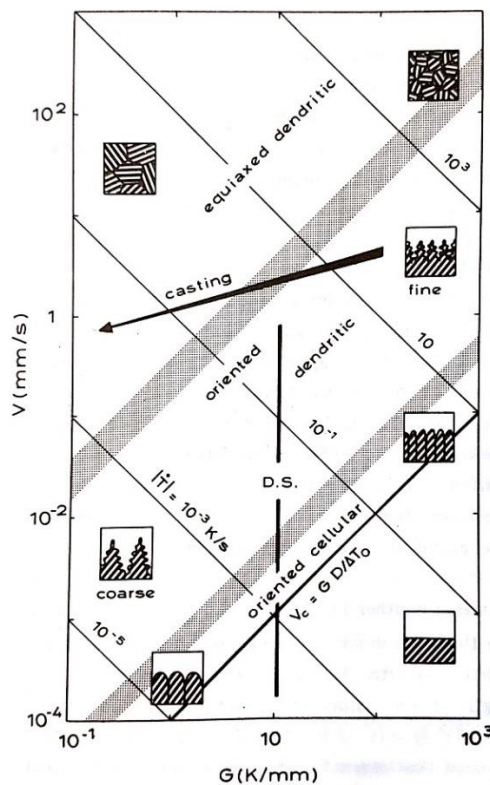 10²
equiaxed dendritic
10³
casting
fine
V (mm/s)
1
oriented
dendritic
10
10⁻¹
D.S.
|Ṫ| = 10⁻³ K/s
10⁻²
oriented cellular
V_c = G D/ΔT₀
coarse
10⁻⁵
10⁻⁴
10⁻¹
10
10³
G (K/mm)